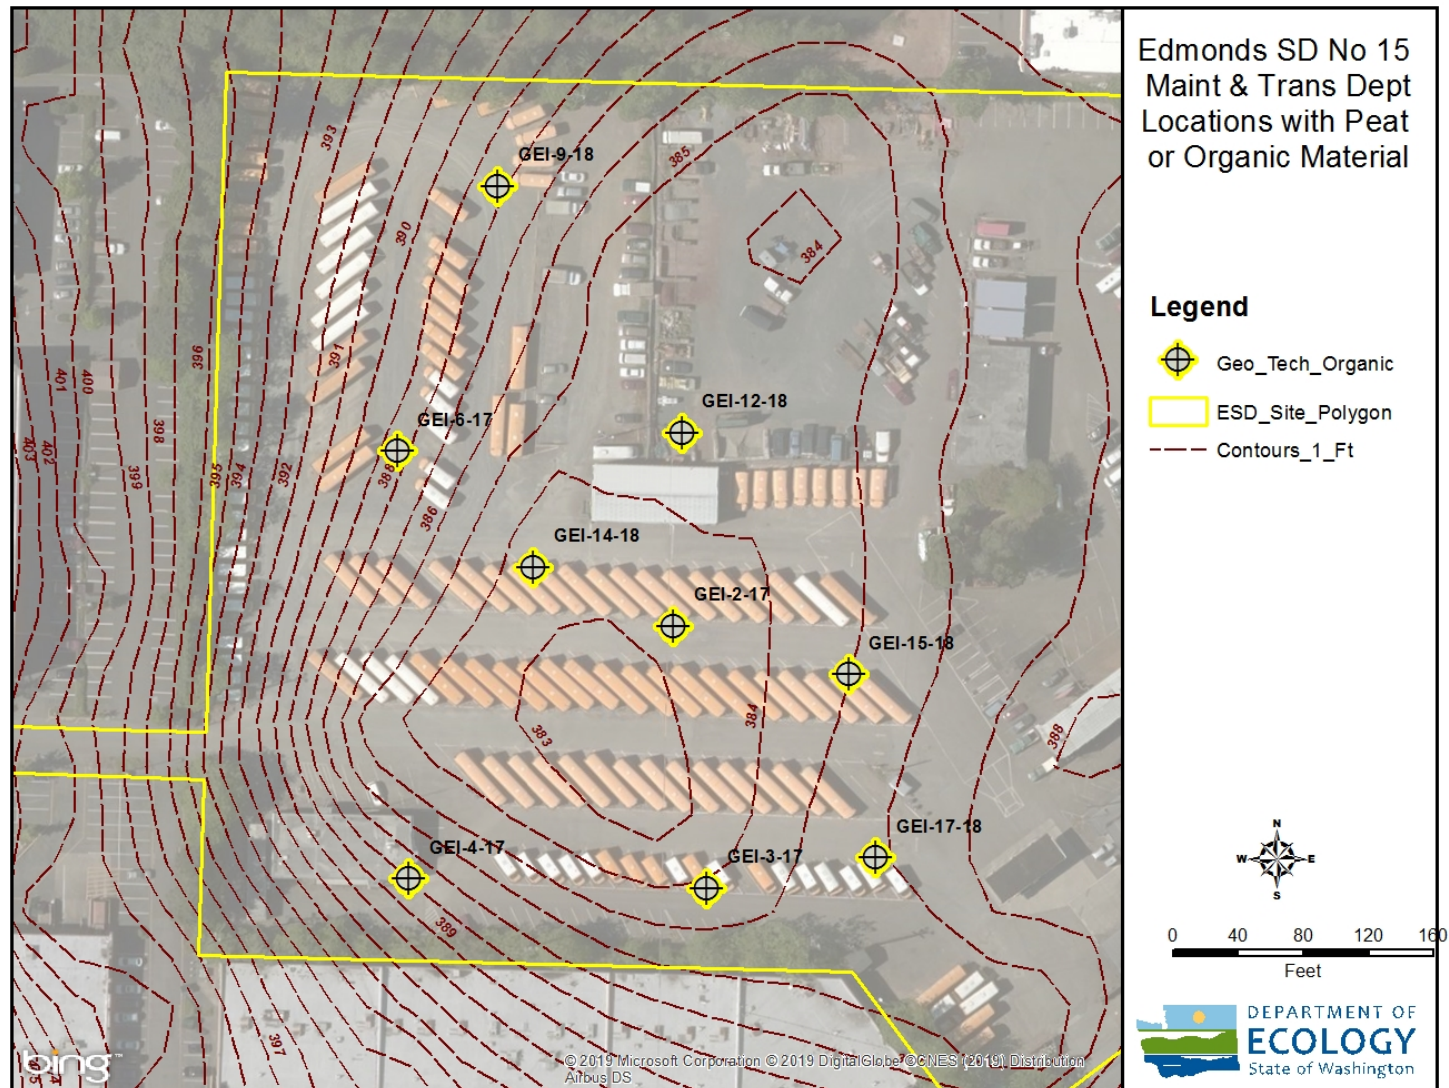 Edmonds SD No 15
Maint & Trans Dept
Locations with Peat
or Organic Material
Legend
Geo_Tech_Organic
ESD_Site_Polygon
Contours_1_Ft
N
W E
S
0 40 80 120 160
Feet
DEPARTMENT OF
ECOLOGY
State of Washington
393
385
GEI-9-18
390
384
396
391
401
400
GEI-12-18
GEI-6-17
398
403
402
399
395
394
392
388
386
GEI-14-18
GEI-2-17
GEI-15-18
383
384
388
GEI-17-18
GEI-4-17
GEI-3-17
389
397
bing™
© 2019 Microsoft Corporation © 2019 DigitalGlobe ©CNES (2019) Distribution
Airbus DS